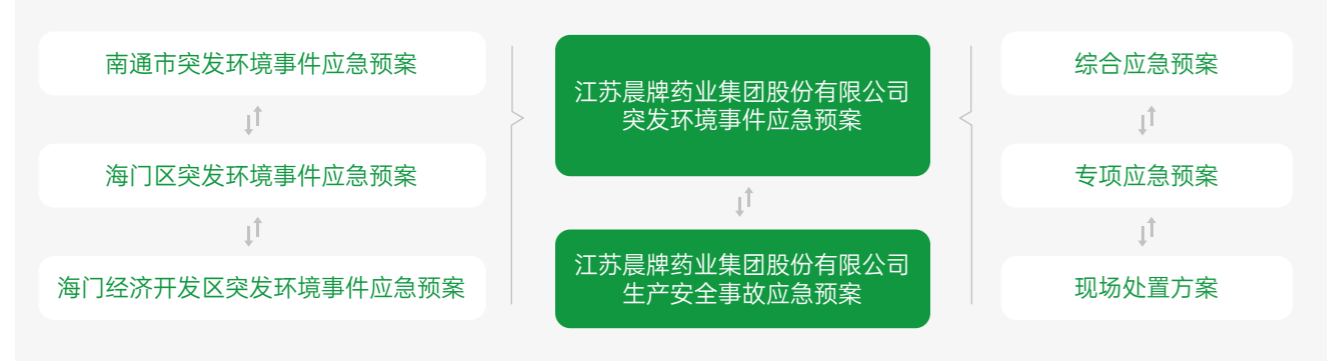 南通市突发环境事件应急预案
海门区突发环境事件应急预案
海门经济开发区突发环境事件应急预案
江苏晨牌药业集团股份有限公司
突发环境事件应急预案
江苏晨牌药业集团股份有限公司
生产安全事故应急预案
综合应急预案
专项应急预案
现场处置方案